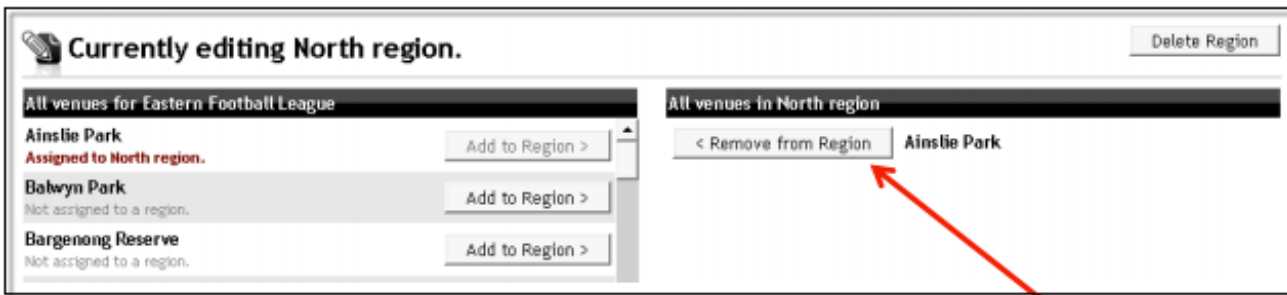 Currently editing North region.
Delete Region
All venues for Eastern Football League
Ainslie Park
Assigned to North region.
Add to Region >
Balwyn Park
Not assigned to a region.
Add to Region >
Bargenong Reserve
Not assigned to a region.
Add to Region >
All venues in North region
< Remove from Region
Ainslie Park